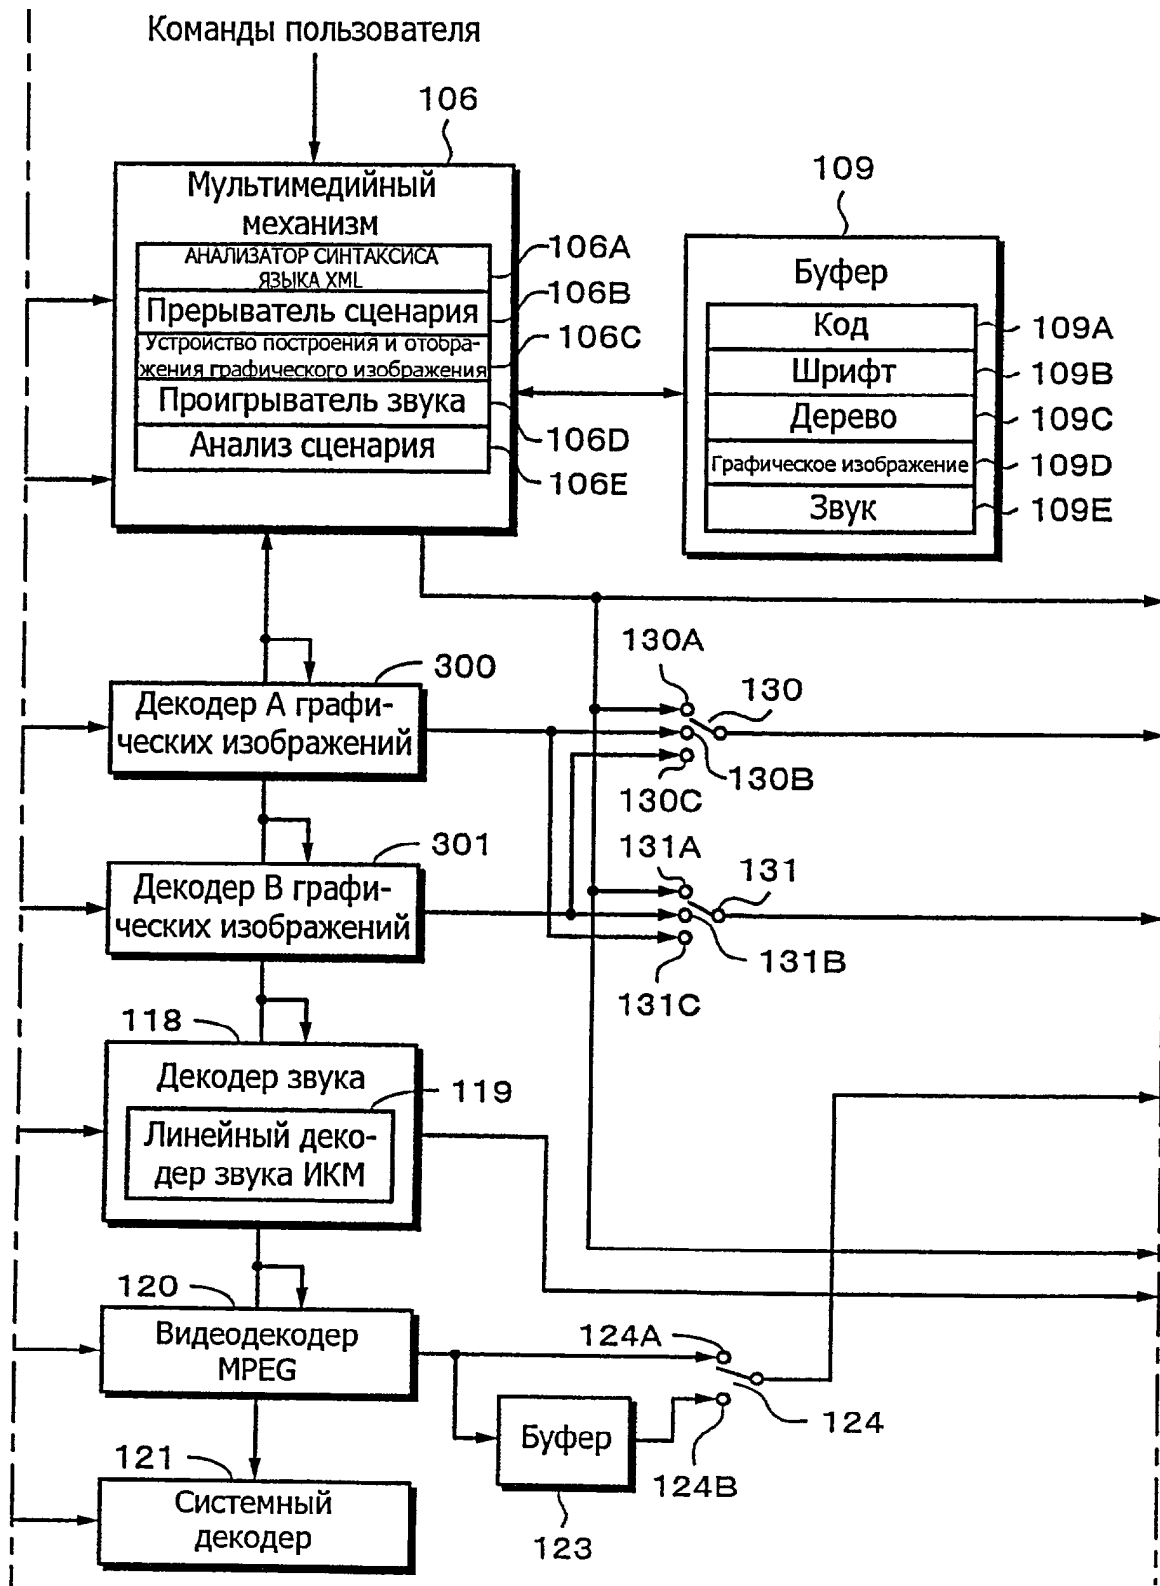 Команды пользователя
106
Мультимедийный
механизм
АНАЛИЗАТОР СИНТАКСИСА
ЯЗЫКА XML
106A
Прерыватель сценария
106B
Устройство построения и отобра-
жения графического изображения
106C
Проигрыватель звука
106D
Анализ сценария
106E
109
Буфер
Код
109A
Шрифт
109B
Дерево
109C
Графическое изображение
109D
Звук
109E
300
Декодер А графи-
ческих изображений
130A
130
130B
130C
301
Декодер В графи-
ческих изображений
131A
131
131B
131C
118
Декодер звука
119
Линейный деко-
дер звука ИКМ
120
Видеодекодер
MPEG
124A
124
124B
Буфер
123
121
Системный
декодер